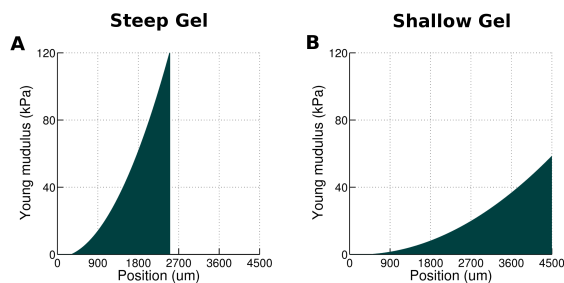 Steep Gel
Shallow Gel
A
120
80
40
0
Young mudulus (kPa)
0 900 1800 2700 3600 4500
Position (um)
B
120
80
40
0
Young mudulus (kPa)
0 900 1800 2700 3600 4500
Position (um)